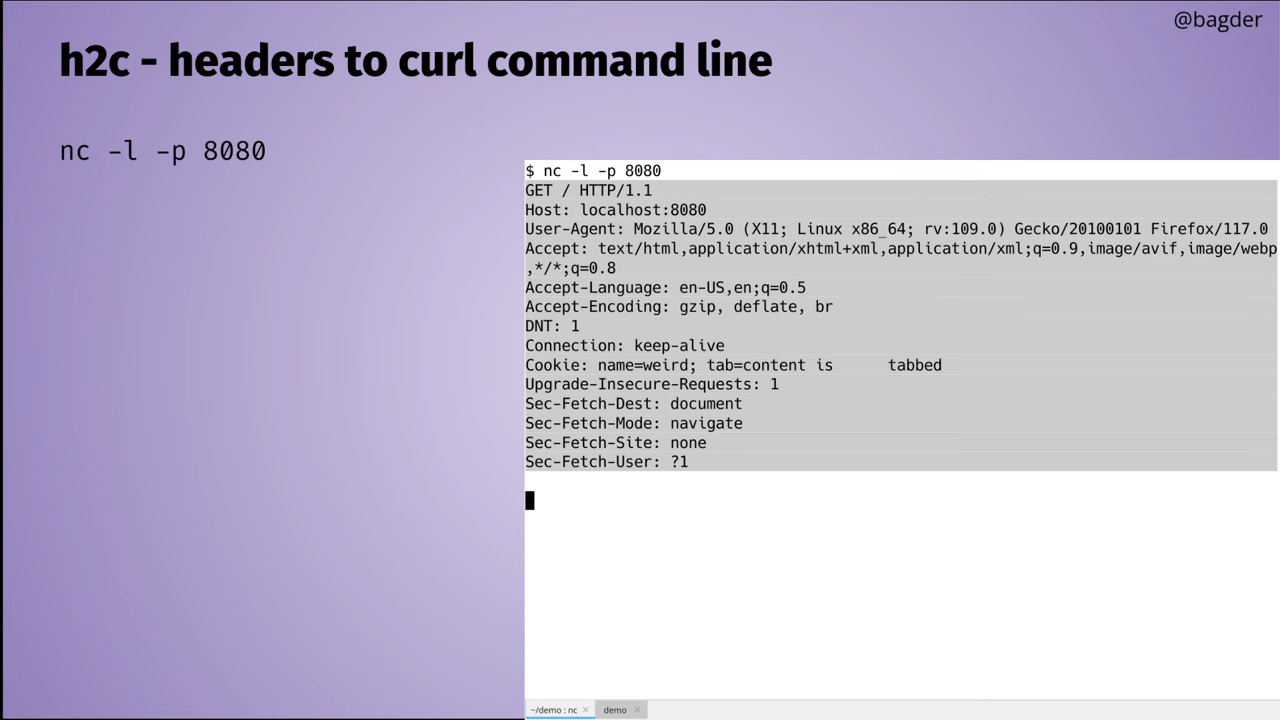 @bagder
h2c - headers to curl command line
nc -l -p 8080
$ nc -l -p 8080
GET / HTTP/1.1
Host: localhost:8080
User-Agent: Mozilla/5.0 (X11; Linux x86_64; rv:109.0) Gecko/20100101 Firefox/117.0
Accept: text/html,application/xhtml+xml,application/xml;q=0.9,image/avif,image/webp
,*/*;q=0.8
Accept-Language: en-US,en;q=0.5
Accept-Encoding: gzip, deflate, br
DNT: 1
Connection: keep-alive
Cookie: name=weird; tab=content is      tabbed
Upgrade-Insecure-Requests: 1
Sec-Fetch-Dest: document
Sec-Fetch-Mode: navigate
Sec-Fetch-Site: none
Sec-Fetch-User: ?1
~/demo : nc × demo ×